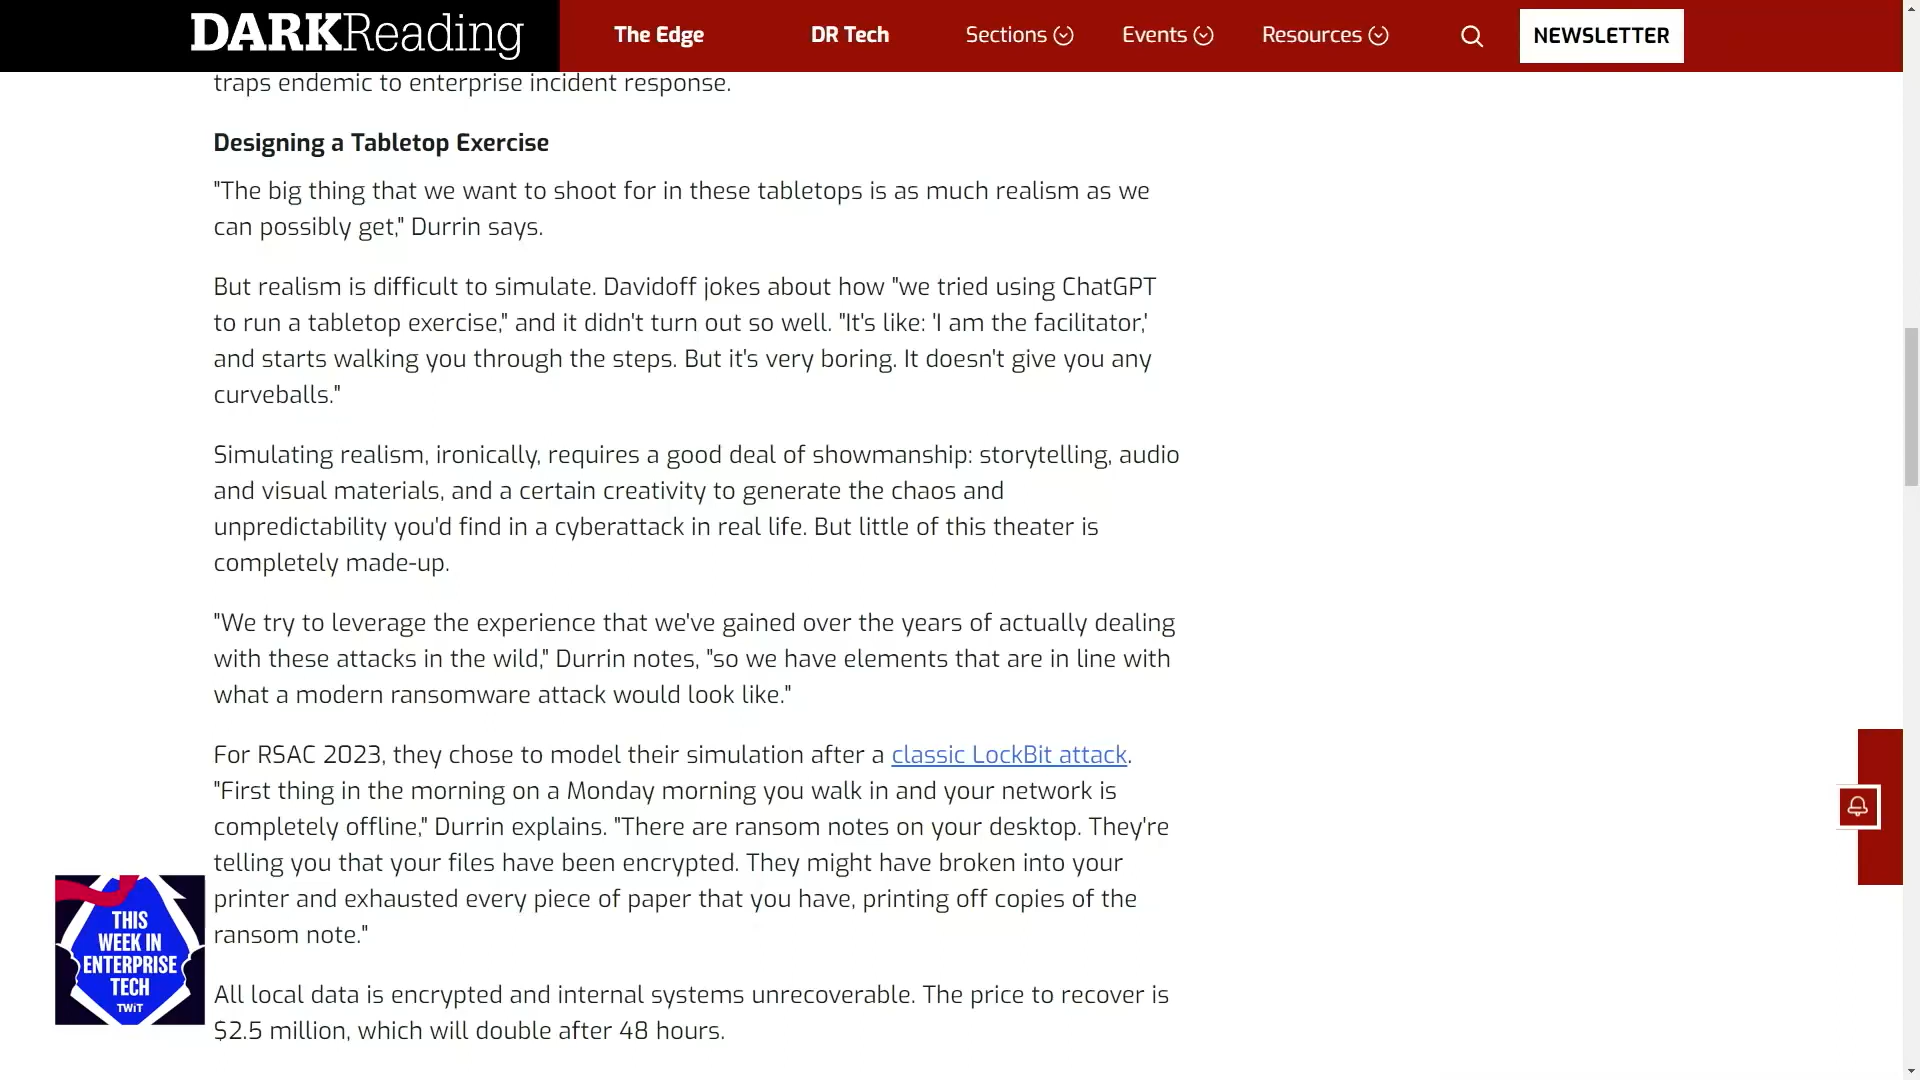 DARKReading
The Edge
DR Tech
Sections
Events
Resources
NEWSLETTER
traps endemic to enterprise incident response.
Designing a Tabletop Exercise
"The big thing that we want to shoot for in these tabletops is as much realism as we
can possibly get," Durrin says.
But realism is difficult to simulate. Davidoff jokes about how "we tried using ChatGPT
to run a tabletop exercise," and it didn't turn out so well. "It's like: 'I am the facilitator,'
and starts walking you through the steps. But it's very boring. It doesn't give you any
curveballs."
Simulating realism, ironically, requires a good deal of showmanship: storytelling, audio
and visual materials, and a certain creativity to generate the chaos and
unpredictability you'd find in a cyberattack in real life. But little of this theater is
completely made-up.
"We try to leverage the experience that we've gained over the years of actually dealing
with these attacks in the wild," Durrin notes, "so we have elements that are in line with
what a modern ransomware attack would look like."
For RSAC 2023, they chose to model their simulation after a classic LockBit attack.
"First thing in the morning on a Monday morning you walk in and your network is
completely offline," Durrin explains. "There are ransom notes on your desktop. They're
telling you that your files have been encrypted. They might have broken into your
printer and exhausted every piece of paper that you have, printing off copies of the
ransom note."
All local data is encrypted and internal systems unrecoverable. The price to recover is
$2.5 million, which will double after 48 hours.
THIS
WEEK IN
ENTERPRISE
TECH
TWiT